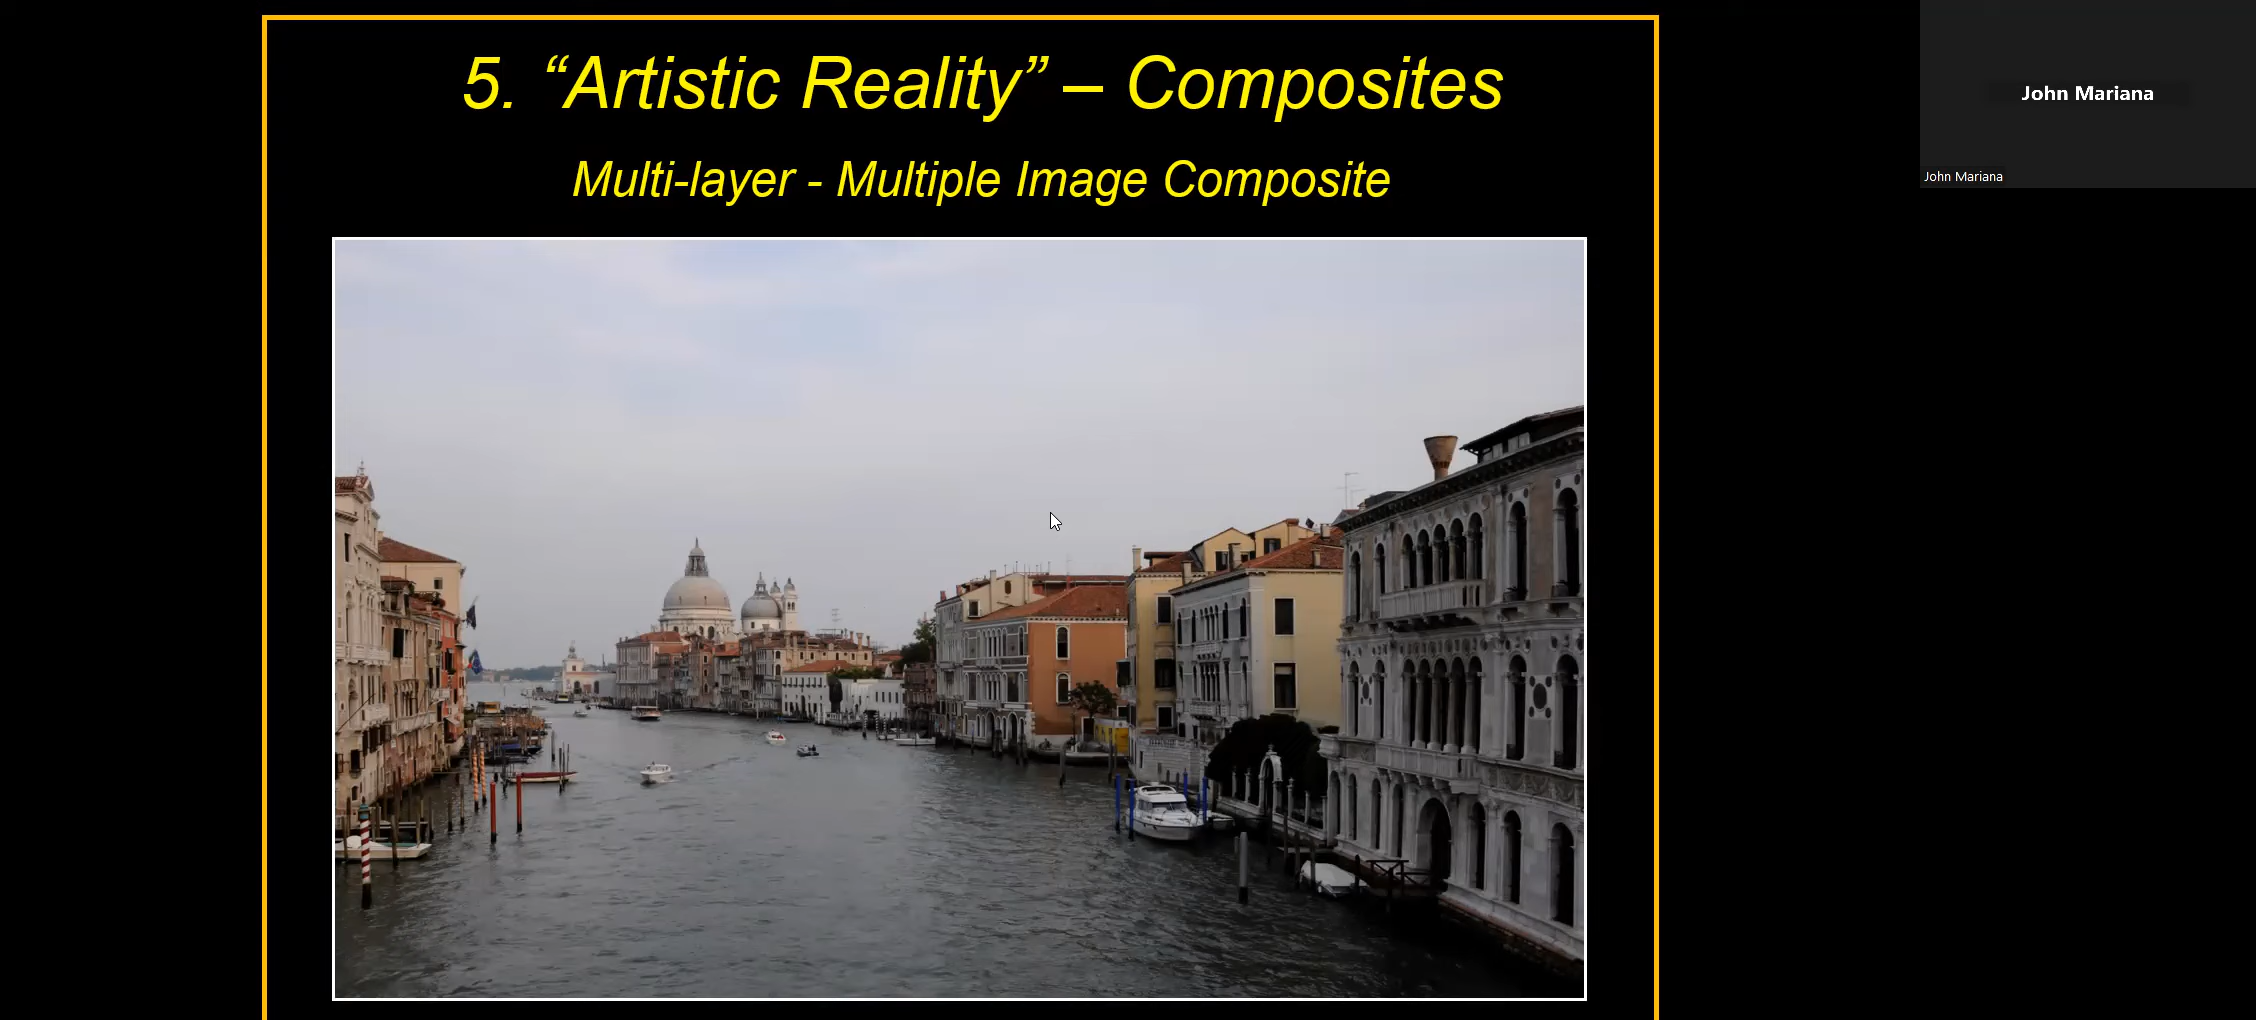 5. “Artistic Reality” – Composites
Multi-layer - Multiple Image Composite
John Mariana
John Mariana